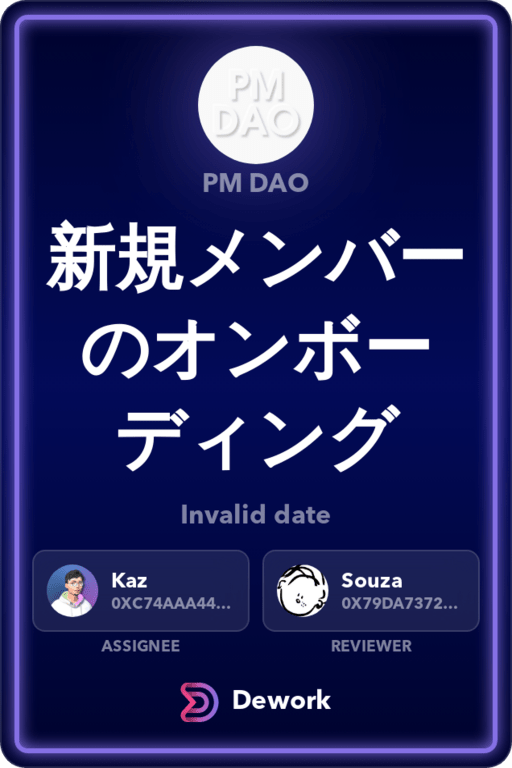 PM
DAO
PM DAO
新規メンバー
のオンボー
ディング
Invalid date
Kaz
0XC74AAA44...
Souza
0X79DA7372...
ASSIGNEE
REVIEWER
Dework